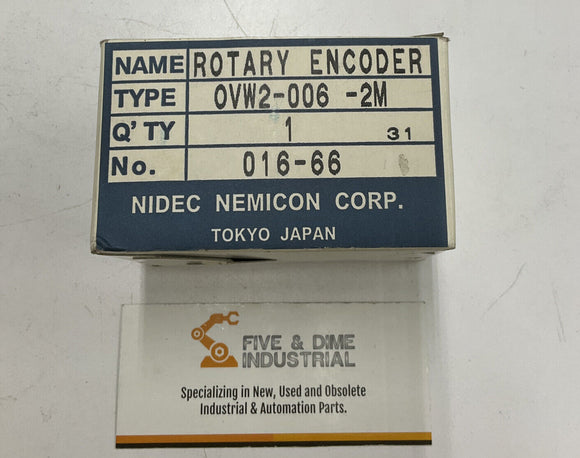 NAME ROTARY ENCODER
TYPE OVW2-006 -2M
Q'TY 1 31
No. 016-66
NIDEC NEMICON CORP.
TOKYO JAPAN
FIVE & DIME
INDUSTRIAL
Specializing in New, Used and Obsolete
Industrial & Automation Parts.